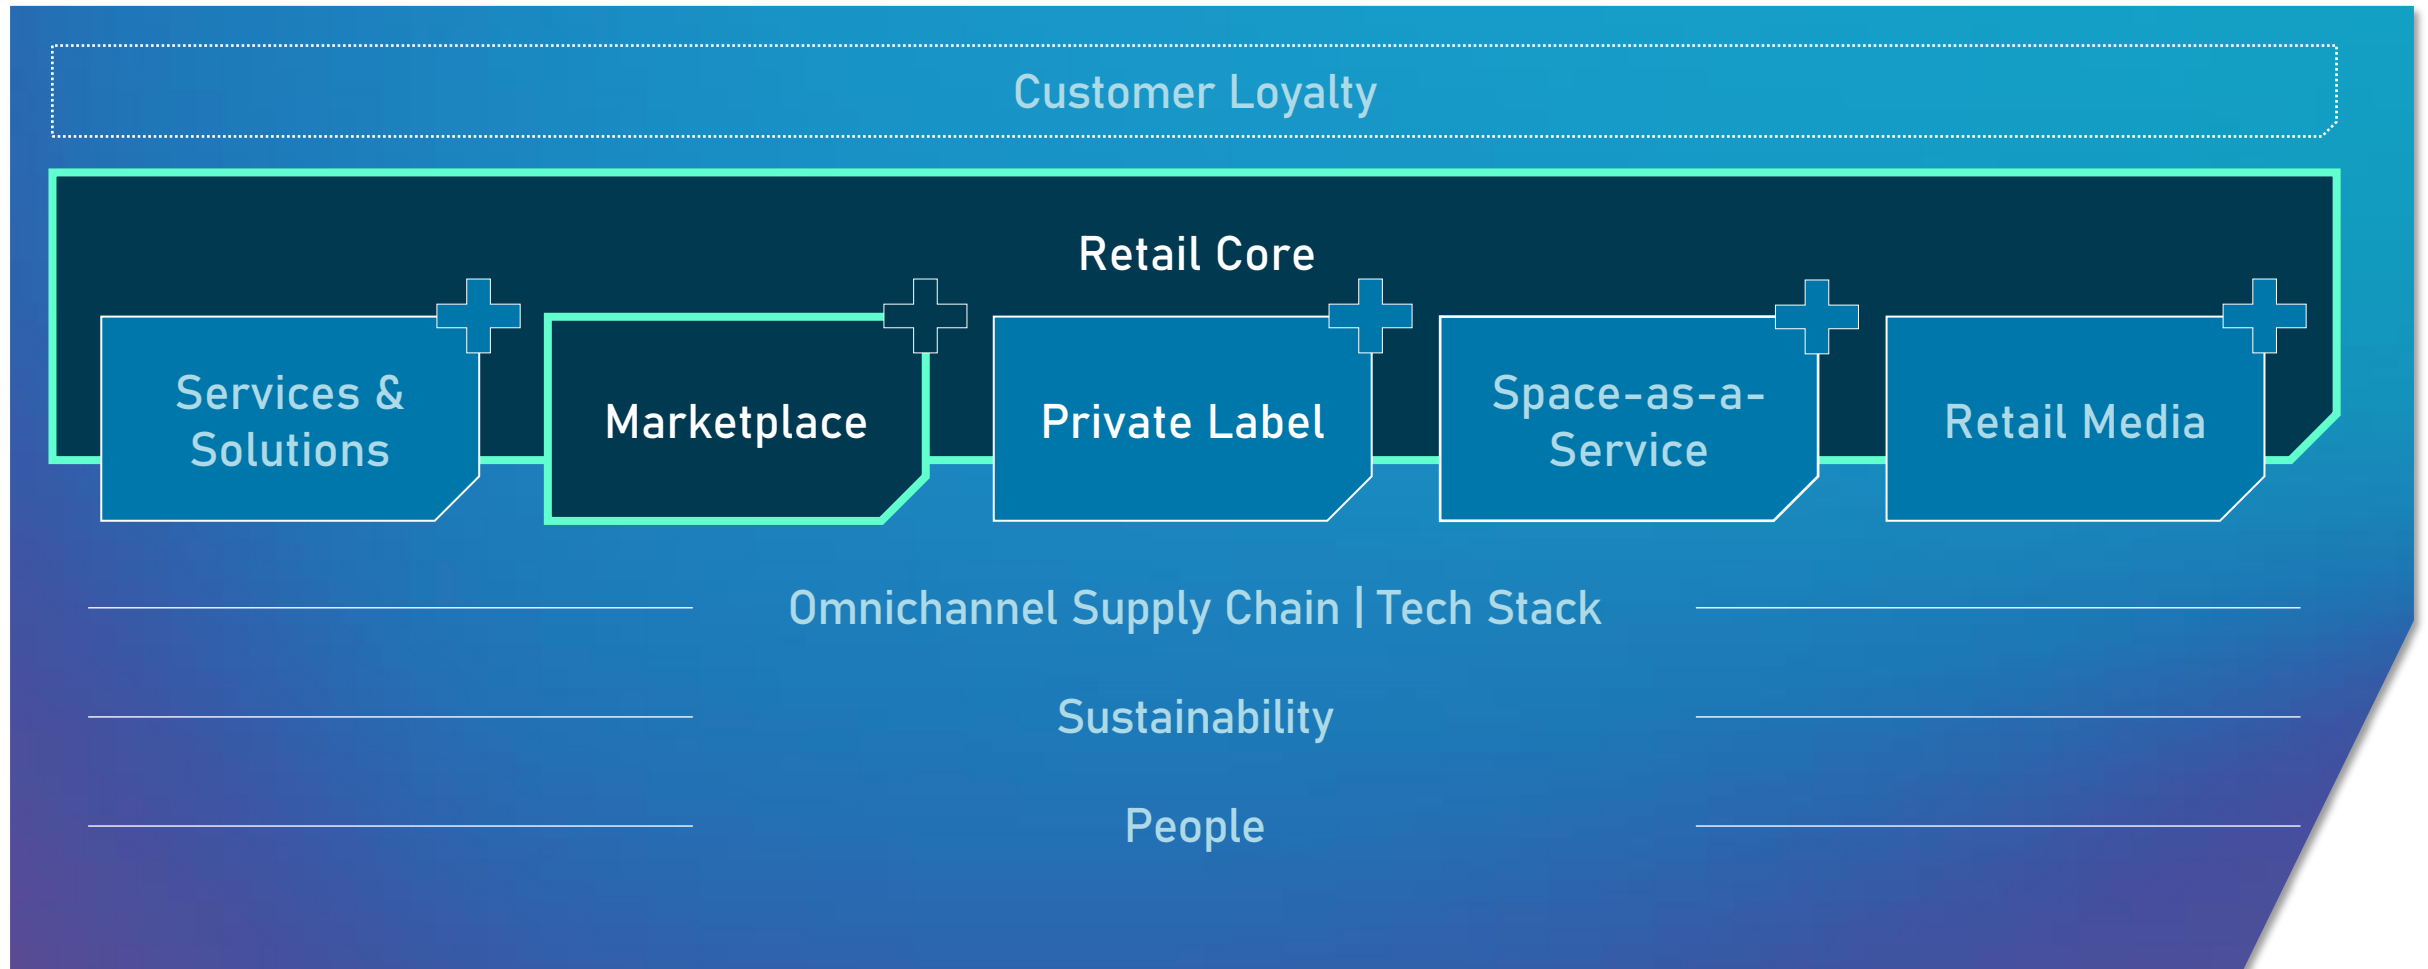 Customer Loyalty
Retail Core
Services &
Solutions
Marketplace
Private Label
Space-as-a-
Service
Retail Media
Omnichannel Supply Chain | Tech Stack
Sustainability
People